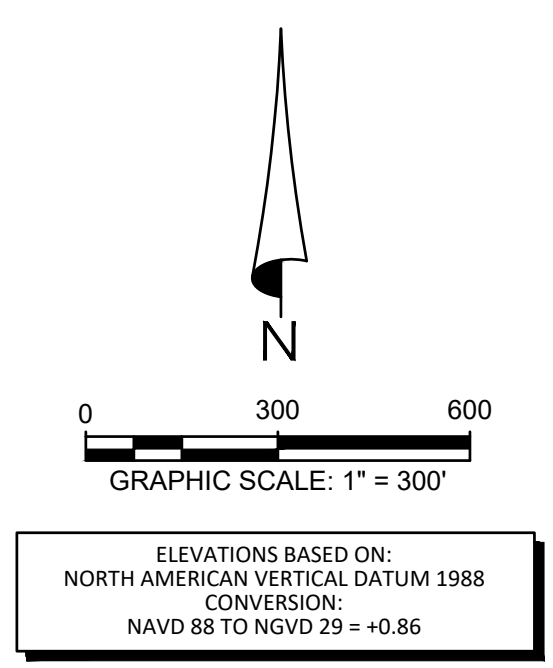 N
0 300 600
GRAPHIC SCALE: 1" = 300'
ELEVATIONS BASED ON:
NORTH AMERICAN VERTICAL DATUM 1988
CONVERSION:
NAVD 88 TO NGVD 29 = +0.86